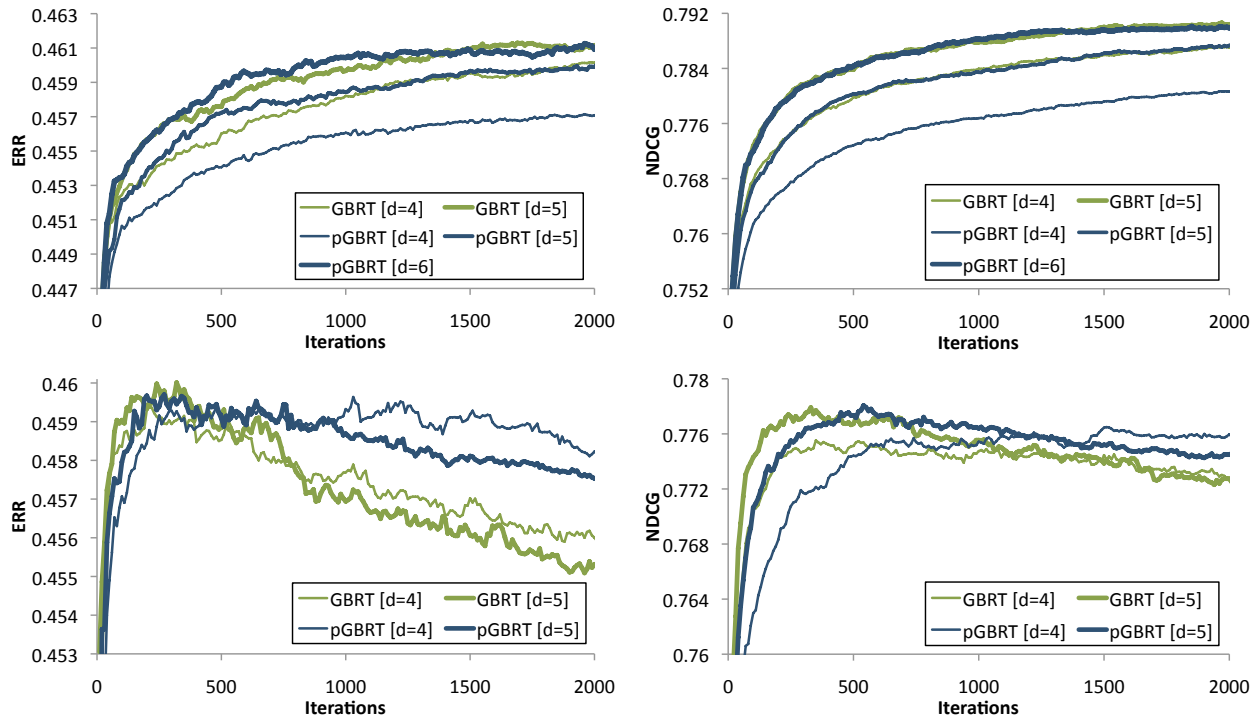 0.463
0.461
0.459
0.457
0.455
0.453
0.451
0.449
0.447
ERR
GBRT [d=4] GBRT [d=5]
pGBRT [d=4] pGBRT [d=5]
pGBRT [d=6]
0 500 1000 1500 2000
Iterations
0.792
0.784
0.776
0.768
0.76
0.752
NDCG
GBRT [d=4] GBRT [d=5]
pGBRT [d=4] pGBRT [d=5]
pGBRT [d=6]
0 500 1000 1500 2000
Iterations
0.46
0.459
0.458
0.457
0.456
0.455
0.454
0.453
ERR
GBRT [d=4] GBRT [d=5]
pGBRT [d=4] pGBRT [d=5]
0 500 1000 1500 2000
Iterations
0.78
0.776
0.772
0.768
0.764
0.76
NDCG
GBRT [d=4] GBRT [d=5]
pGBRT [d=4] pGBRT [d=5]
0 500 1000 1500 2000
Iterations